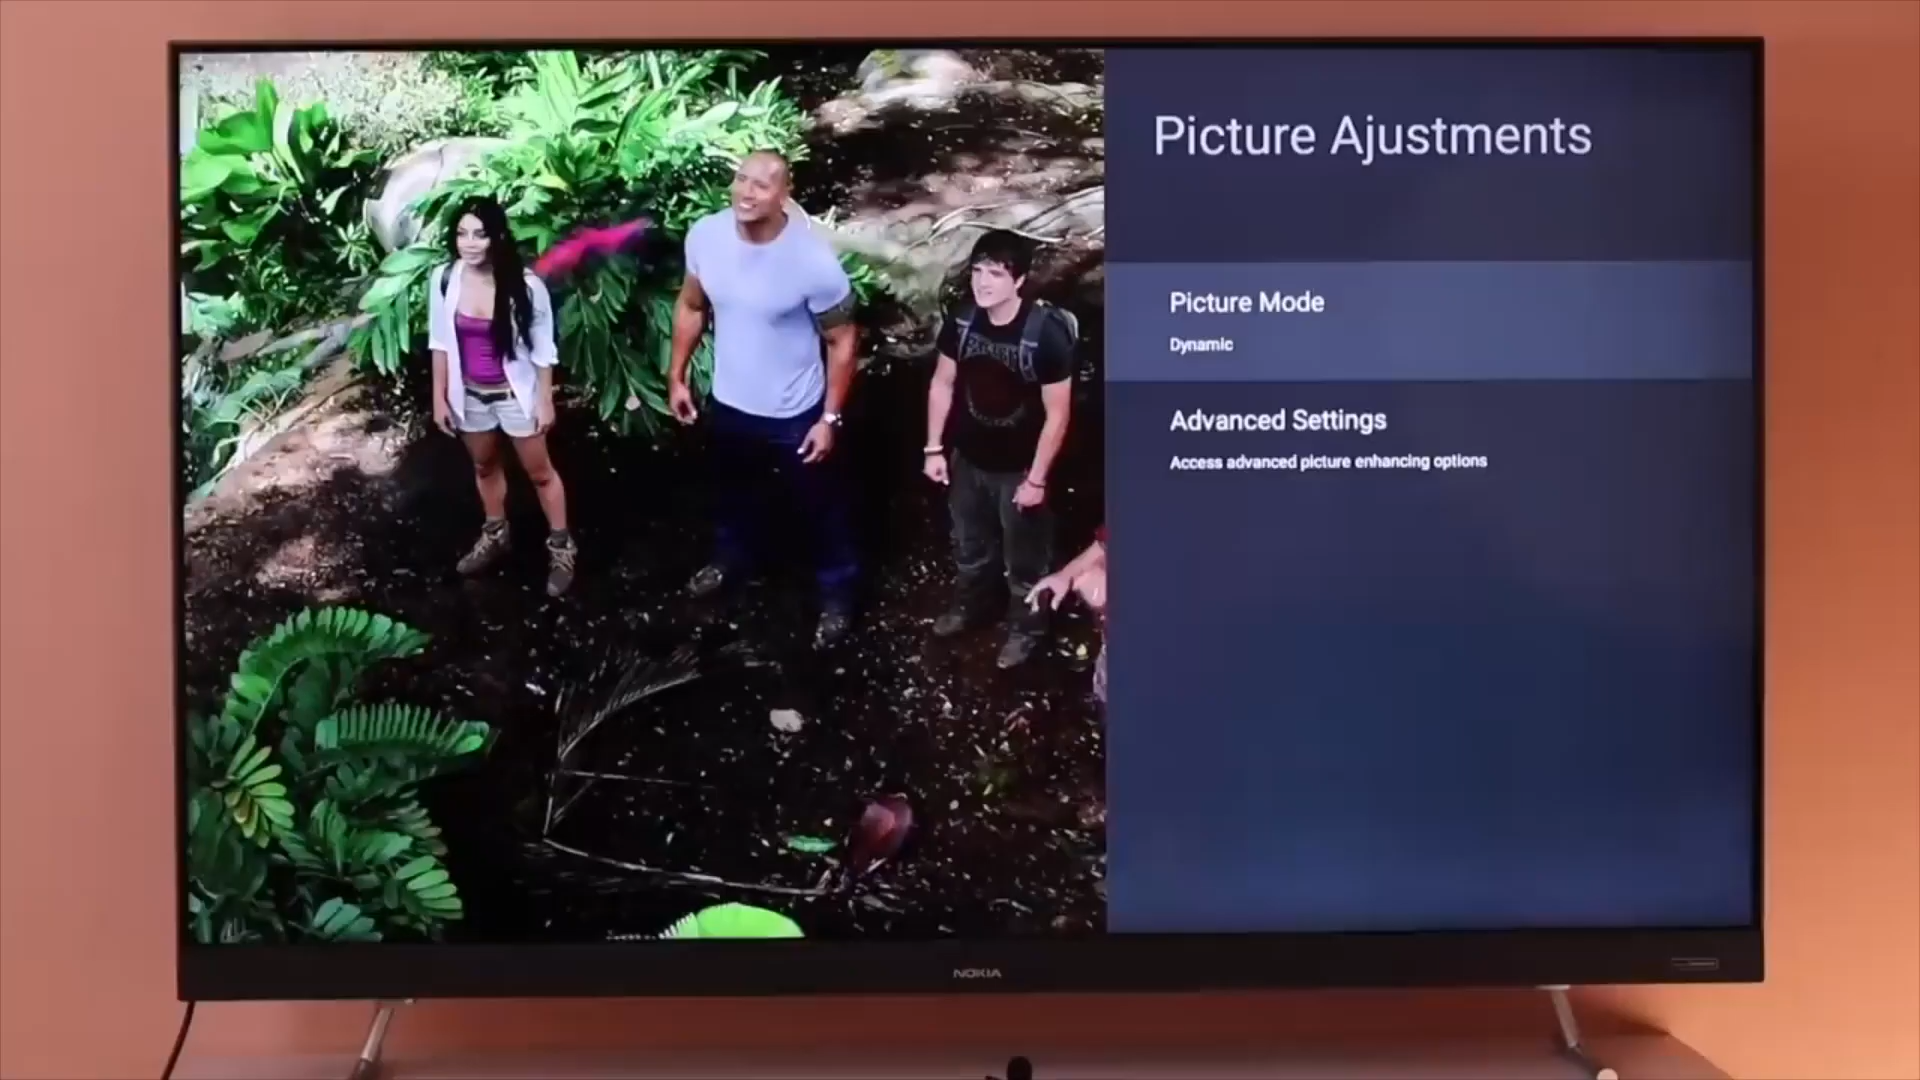 Picture Ajustments
Picture Mode
Dynamic
Advanced Settings
Access advanced picture enhancing options
NOKIA